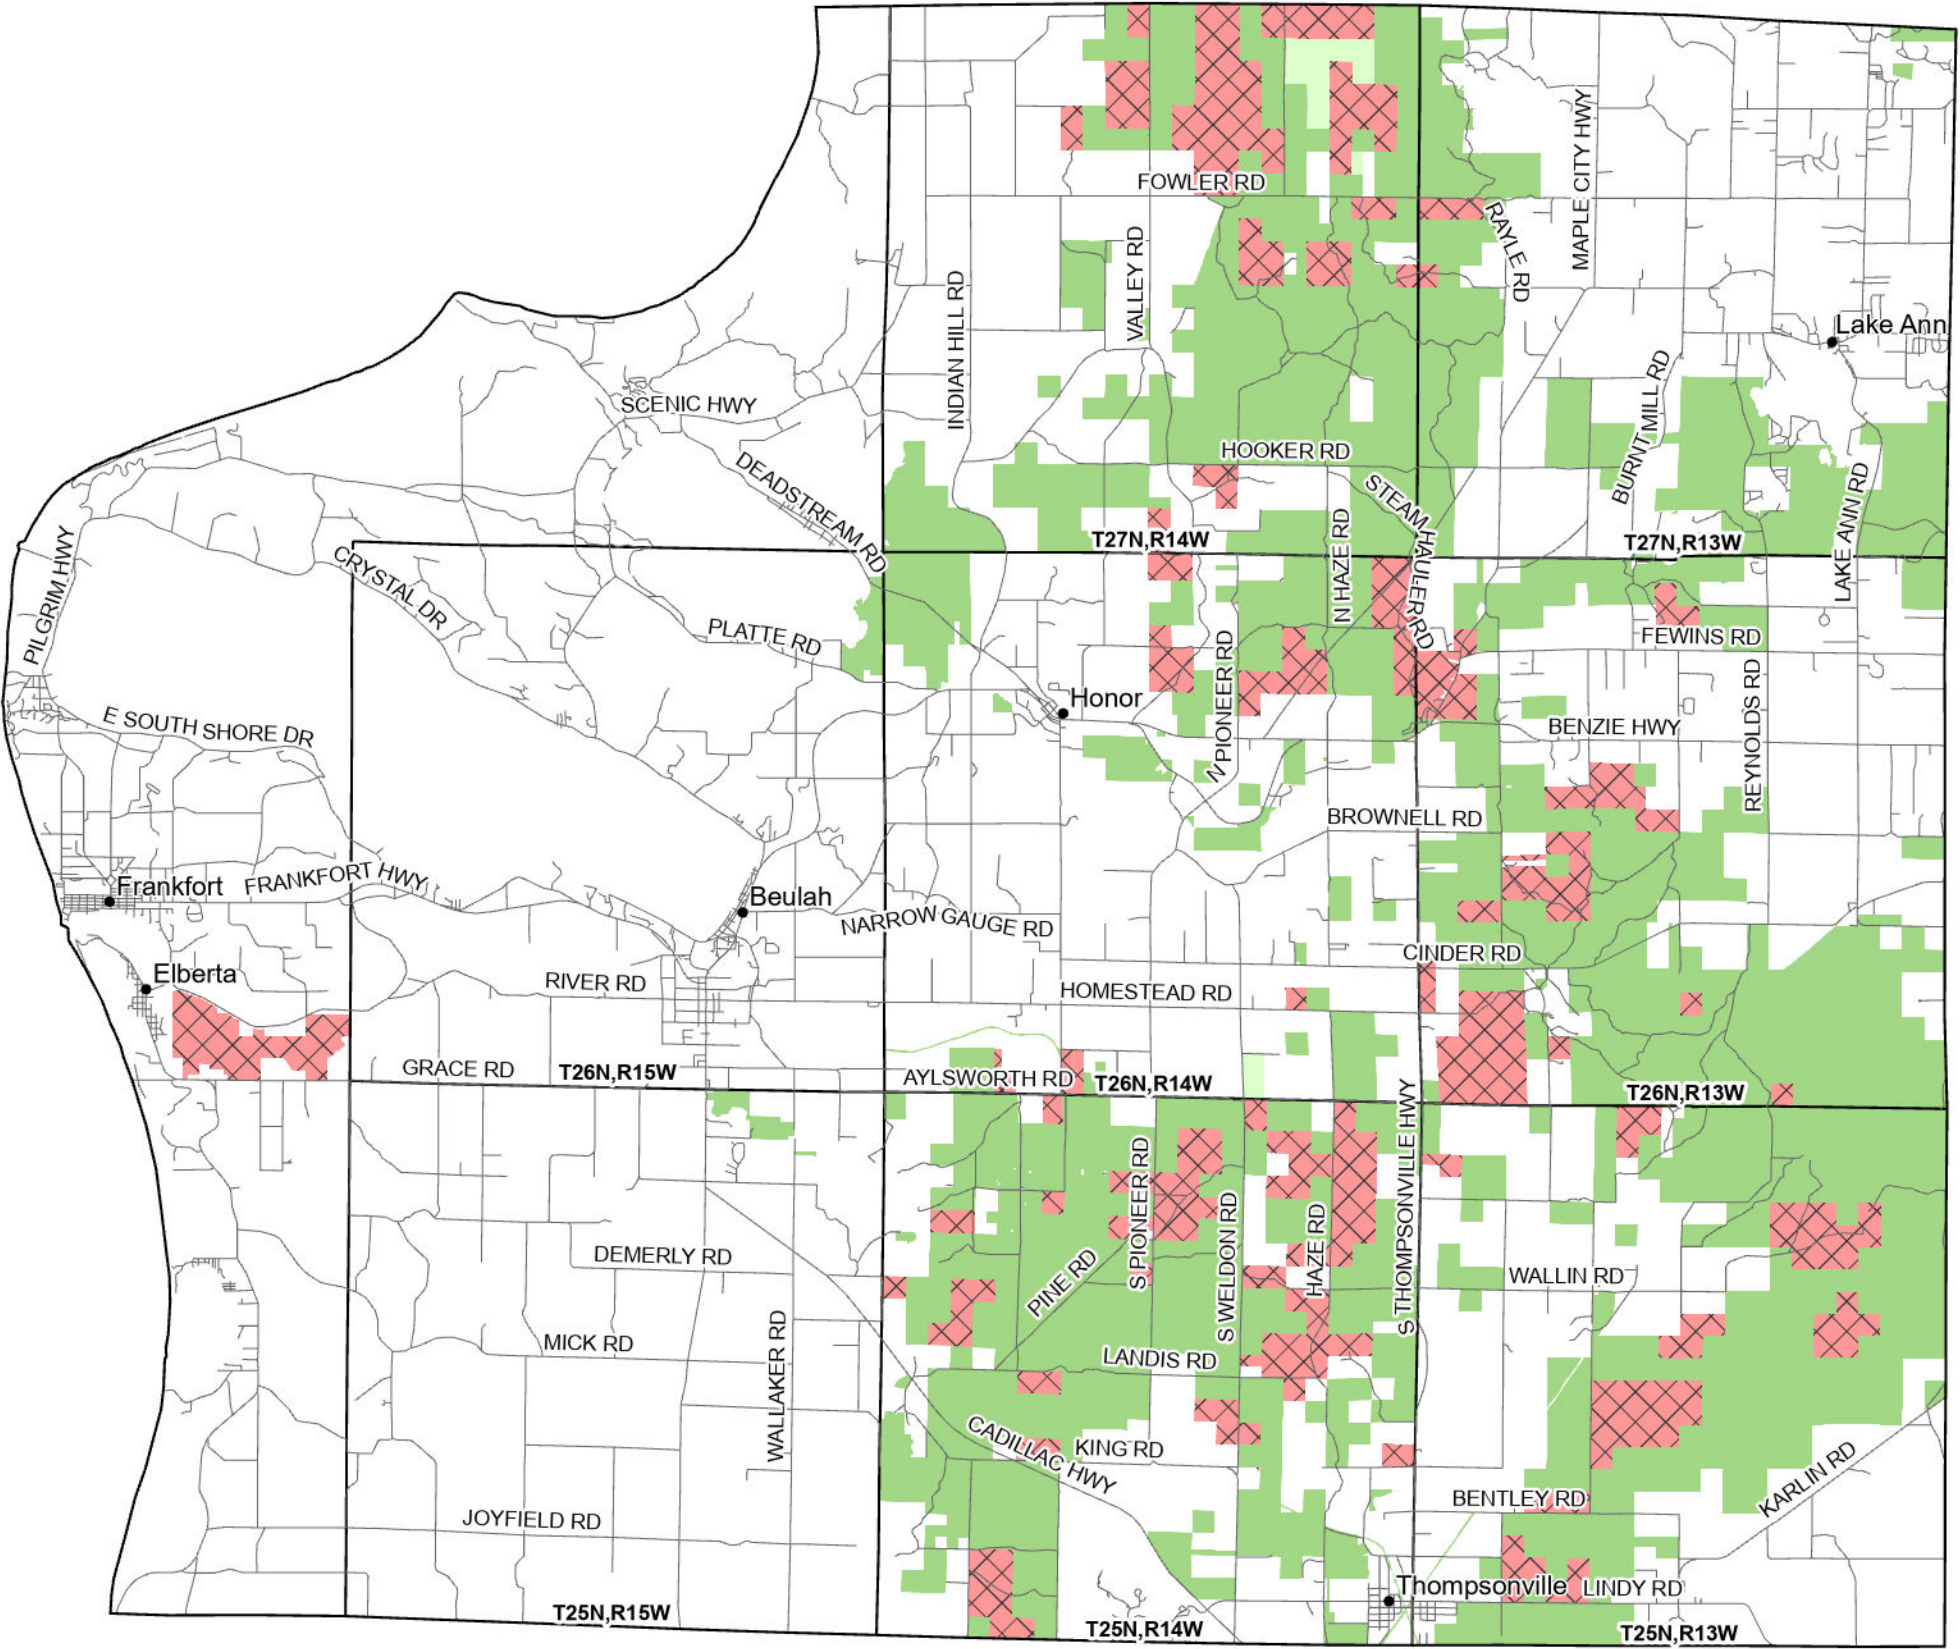 FOWLER RD
MAPLE CITY HWY
RAYLE RD
VALLEY RD
INDIAN HILL RD
Lake Ann
BURNT MILL RD
SCENIC HWY
HOOKER RD
DEADSTREAM RD
STEAM HAULER RD
LAKE ANN RD
N HAZE RD
T27N,R14W
T27N,R13W
PILGRIM HWY
CRYSTAL DR
PLATTE RD
FEWINS RD
N PIONEER RD
REYNOLDS RD
Honor
E SOUTH SHORE DR
BENZIE HWY
BROWNELL RD
Frankfort
FRANKFORT HWY
Beulah
NARROW GAUGE RD
CINDER RD
Elberta
RIVER RD
HOMESTEAD RD
GRACE RD
T26N,R15W
AYLSWORTH RD
T26N,R14W
T26N,R13W
S THOMPSONVILLE HWY
S PIONEER RD
S WELDON RD
HAZE RD
DEMERLY RD
PINE RD
WALLIN RD
MICK RD
WALLAKER RD
LANDIS RD
CADILLAC HWY
KING RD
KARLIN RD
BENTLEY RD
JOYFIELD RD
Thompsonville
LINDY RD
T25N,R15W
T25N,R14W
T25N,R13W